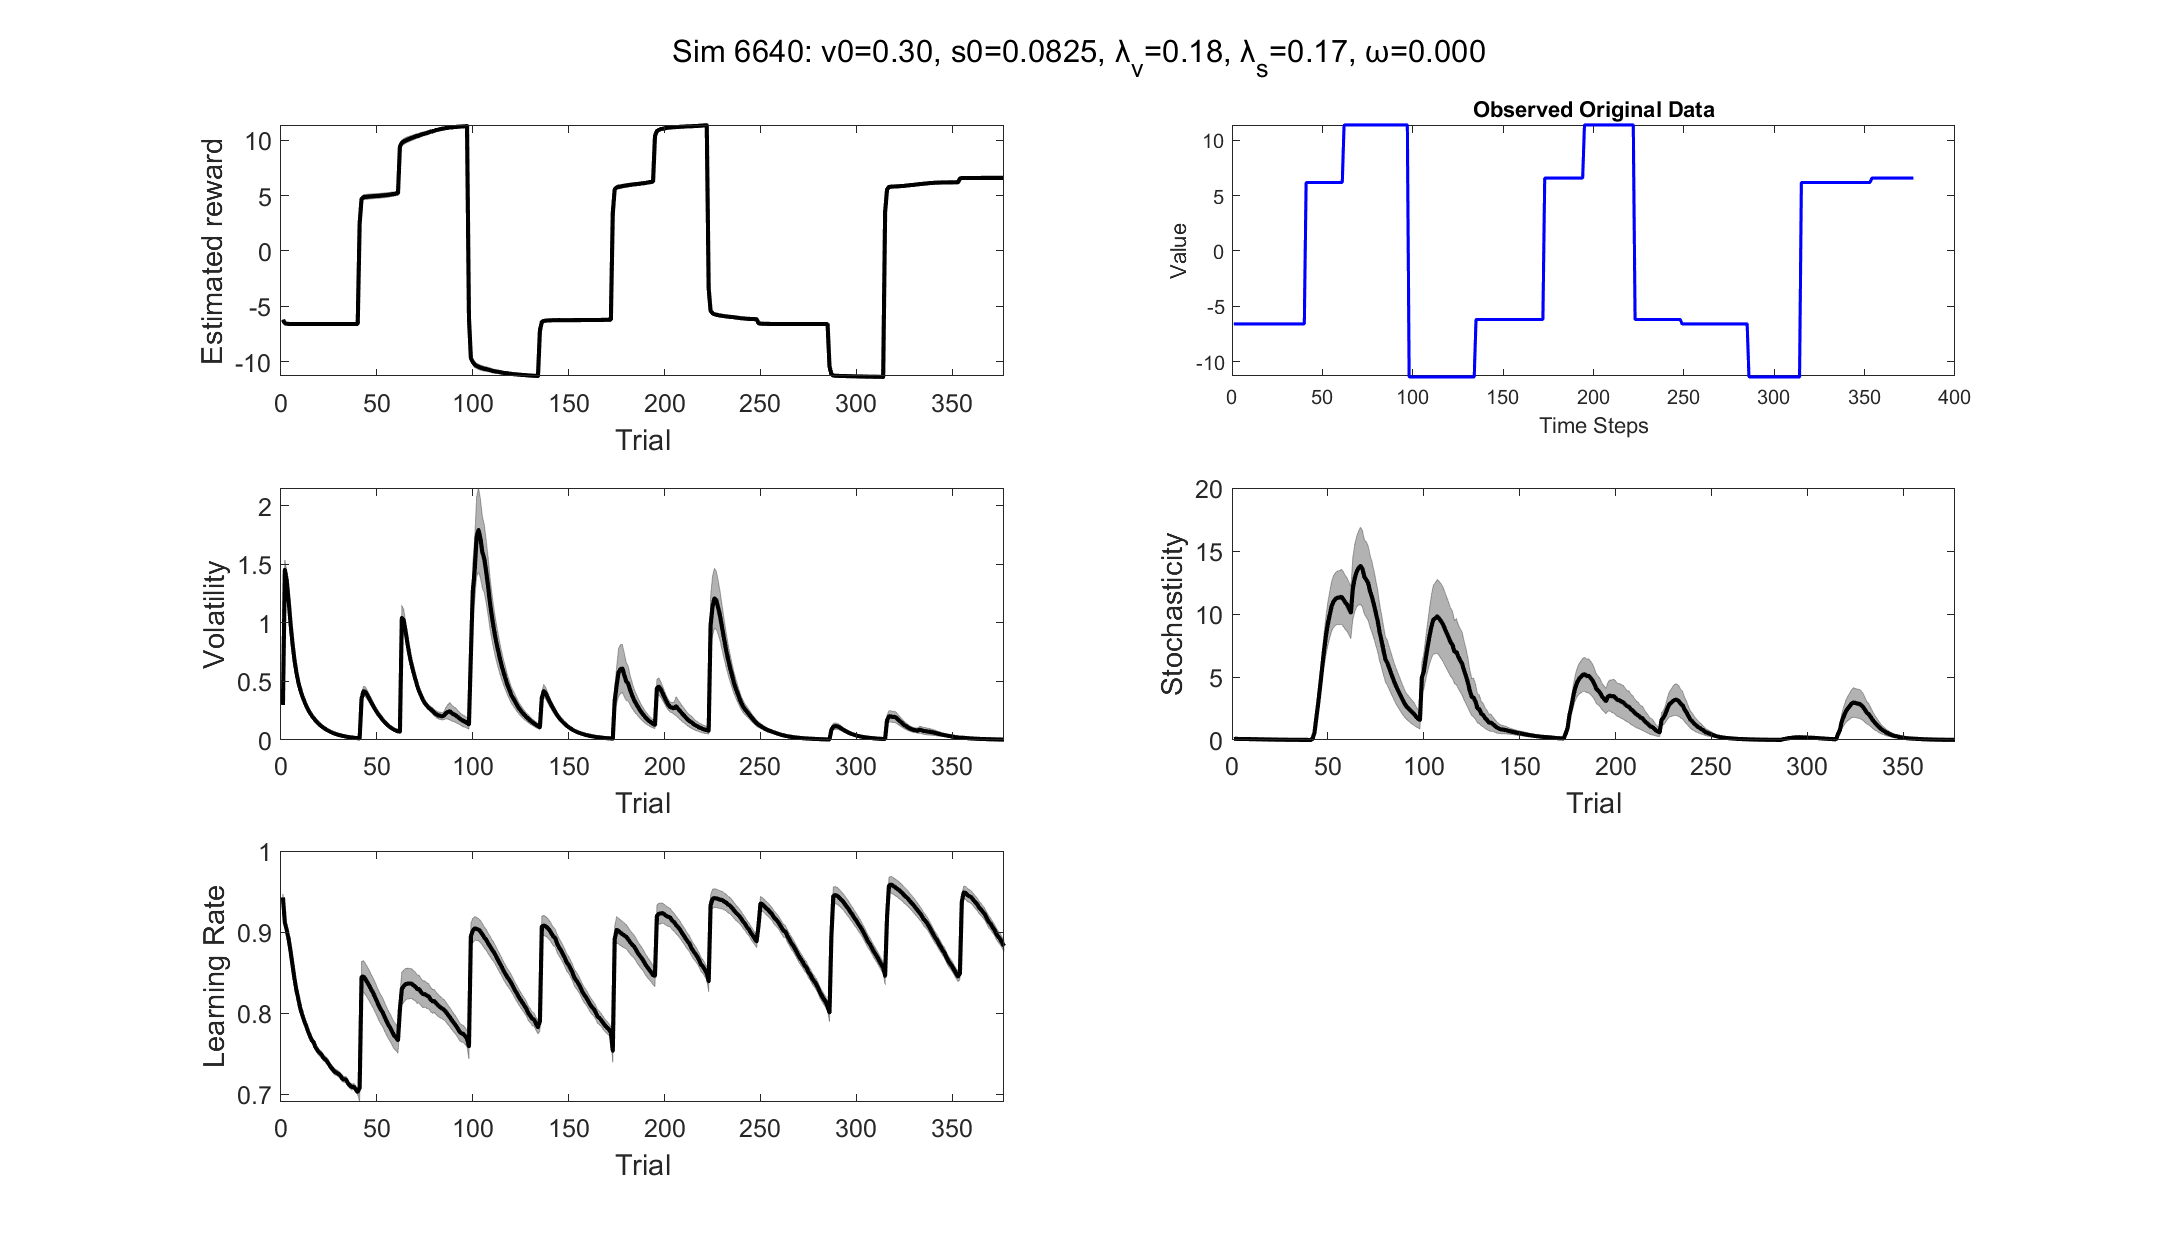 Sim 6640: v0=0.30, s0=0.0825, λv=0.18, λs=0.17, ω=0.000
Estimated reward
10
5
0
-5
-10
0 50 100 150 200 250 300 350
Trial
Observed Original Data
Value
10
5
0
-5
-10
0 50 100 150 200 250 300 350 400
Time Steps
Volatility
2
1.5
1
0.5
0
0 50 100 150 200 250 300 350
Trial
Stochasticity
20
15
10
5
0
0 50 100 150 200 250 300 350
Trial
Learning Rate
1
0.9
0.8
0.7
0 50 100 150 200 250 300 350
Trial